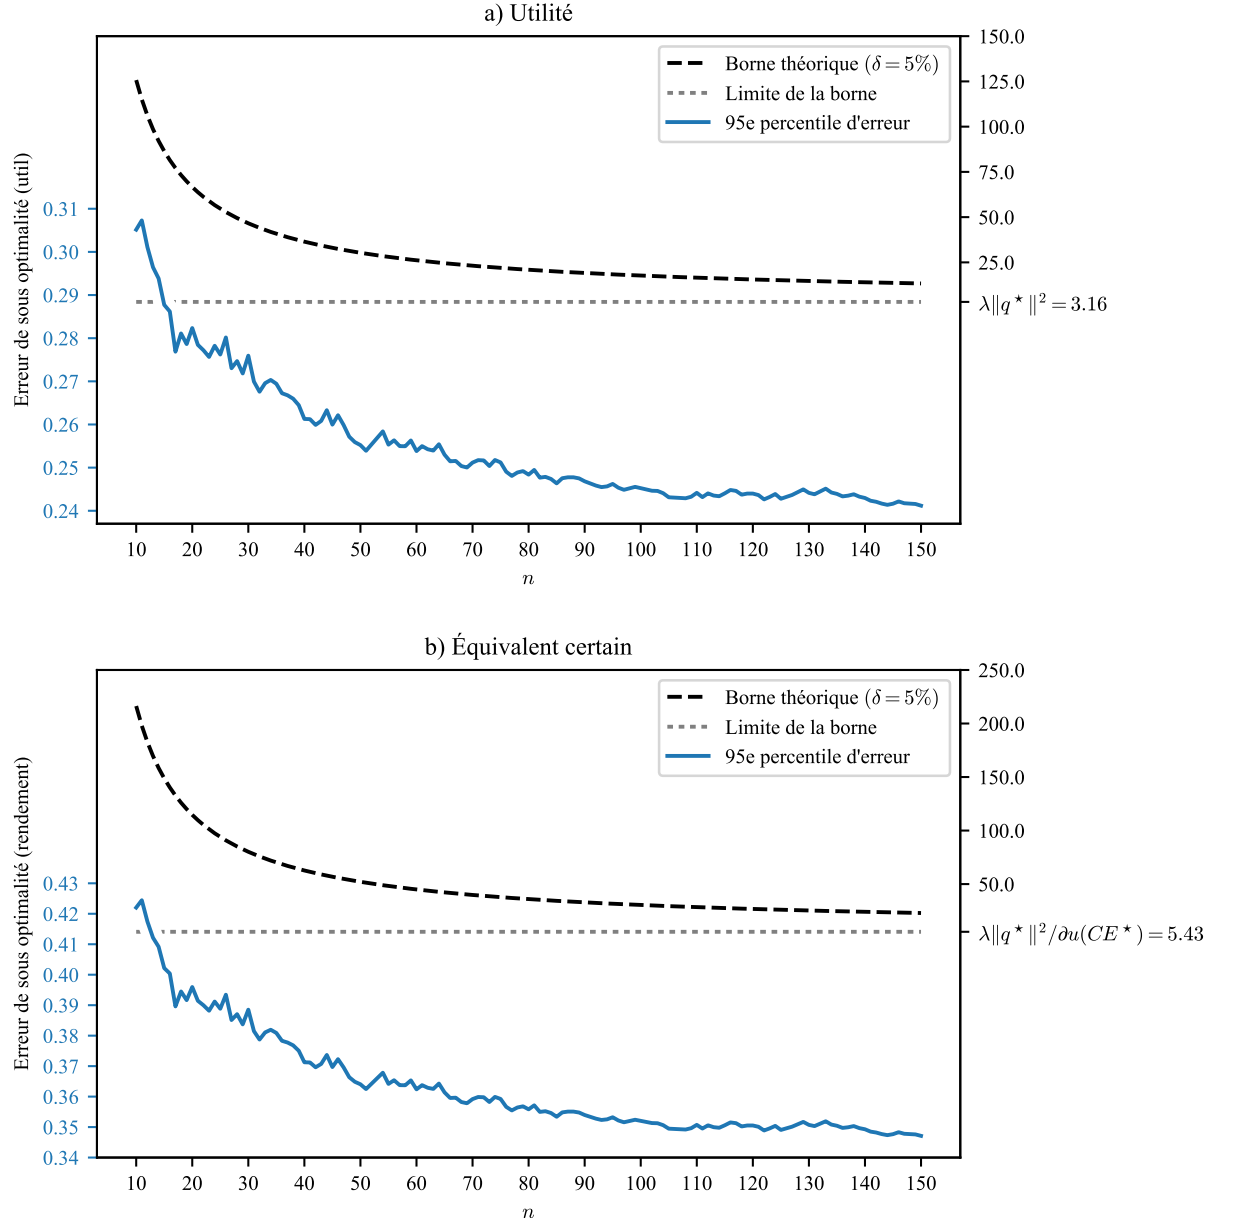 a) Utilité
Borne théorique (δ = 5%)
Limite de la borne
95e percentile d'erreur
Erreur de sous optimalité (util)
0.31
0.30
0.29
0.28
0.27
0.26
0.25
0.24
150.0
125.0
100.0
75.0
50.0
25.0
λ‖q⋆‖² = 3.16
10 20 30 40 50 60 70 80 90 100 110 120 130 140 150
n
b) Équivalent certain
Borne théorique (δ = 5%)
Limite de la borne
95e percentile d'erreur
Erreur de sous optimalité (rendement)
0.43
0.42
0.41
0.40
0.39
0.38
0.37
0.36
0.35
0.34
250.0
200.0
150.0
100.0
50.0
λ‖q⋆‖²/∂u(CE⋆) = 5.43
10 20 30 40 50 60 70 80 90 100 110 120 130 140 150
n